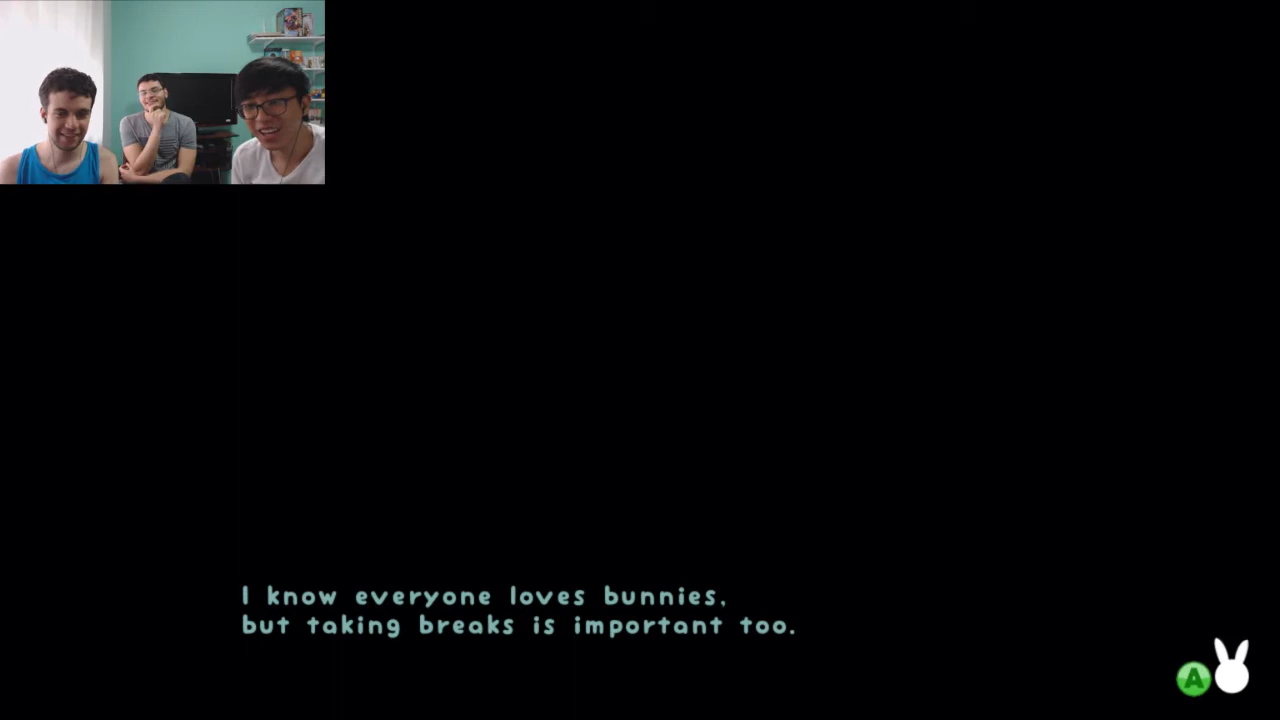 I know everyone loves bunnies,
but taking breaks is important too.
A